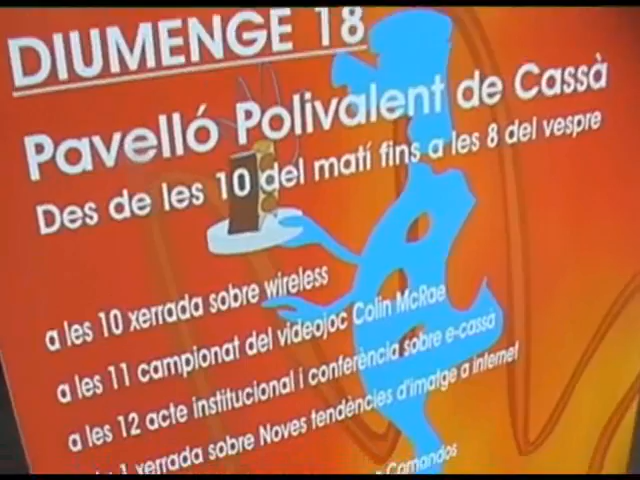 DIUMENGE 18
Pavelló Polivalent de Cassà
Des de les 10 del matí fins a les 8 del vespre
a les 10 xerrada sobre wireless
a les 11 campionat del videojoc Colin McRae
a les 12 acte institucional i conferència sobre e-cassà
1 xerrada sobre Noves tendències d'imatge a internet
Comandos